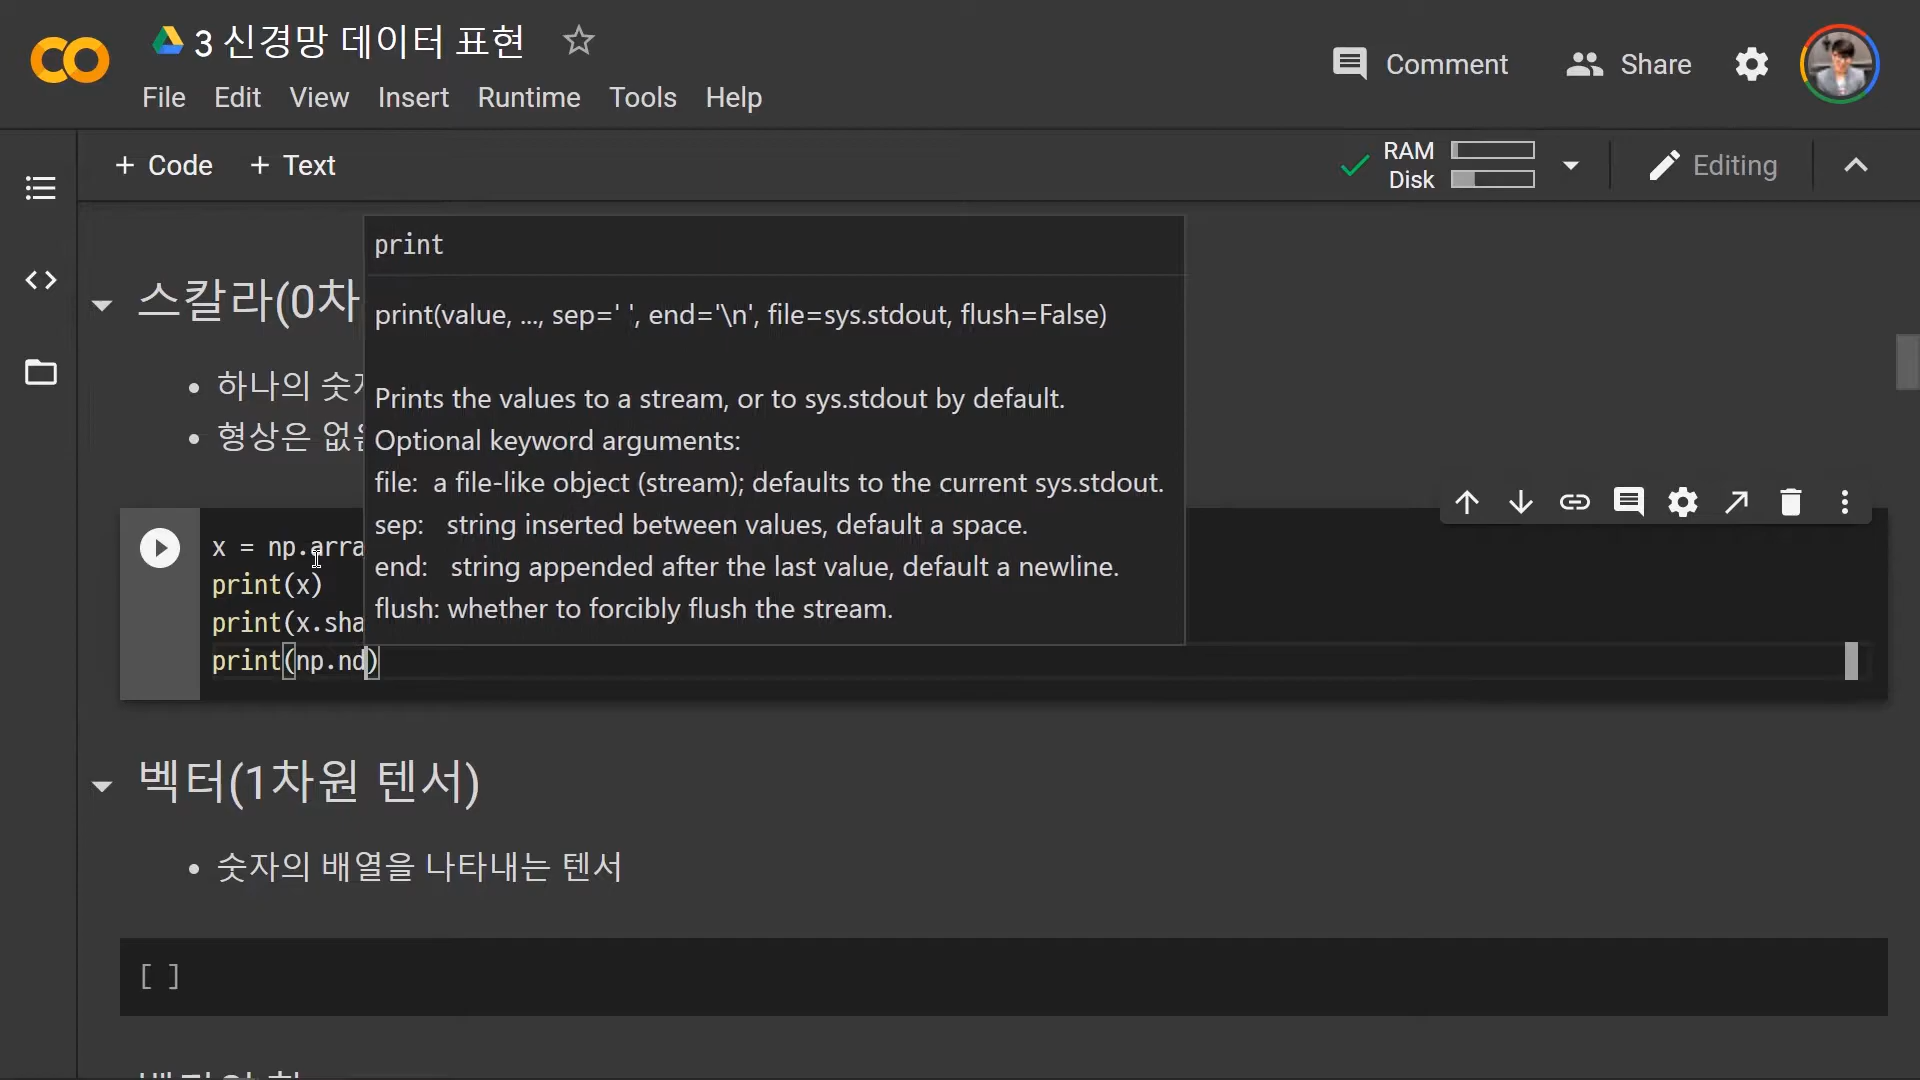 3 신경망 데이터 표현
File Edit View Insert Runtime Tools Help
Comment
Share
+ Code + Text
RAM
Disk
Editing
print
print(value, ..., sep=' ', end='\n', file=sys.stdout, flush=False)
Prints the values to a stream, or to sys.stdout by default.
Optional keyword arguments:
file: a file-like object (stream); defaults to the current sys.stdout.
sep: string inserted between values, default a space.
end: string appended after the last value, default a newline.
flush: whether to forcibly flush the stream.
스칼라(0차
하나의
형상은
x = np.arra
print(x)
print(x.sha
print(np.nd)
벡터(1차원 텐서)
숫자의 배열을 나타내는 텐서
[ ]